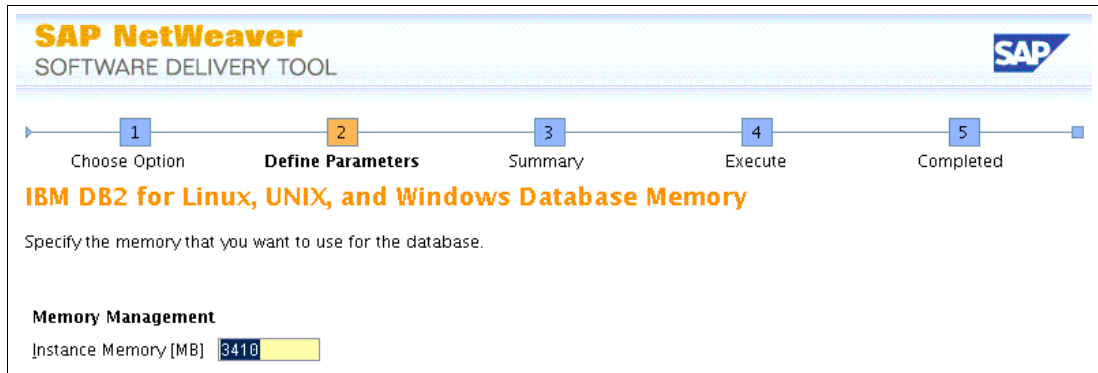 SAP NetWeaver
SOFTWARE DELIVERY TOOL
SAP
1 2 3 4 5
Choose Option Define Parameters Summary Execute Completed
IBM DB2 for Linux, UNIX, and Windows Database Memory
Specify the memory that you want to use for the database.
Memory Management
Instance Memory [MB] 3410